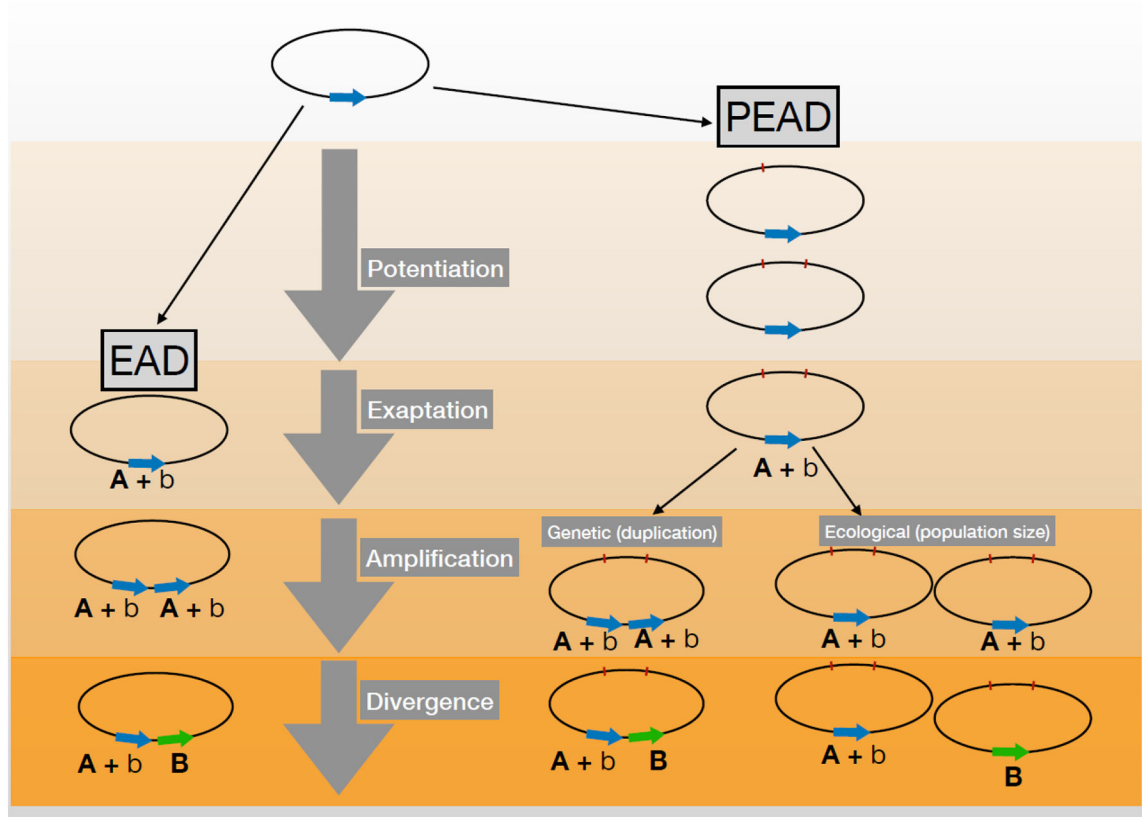 PEAD
Potentiation
EAD
Exaptation
A + b
A + b
Genetic (duplication)
Ecological (population size)
Amplification
A + b A + b
A + b A + b
A + b
A + b
Divergence
A + b B
A + b B
A + b
B